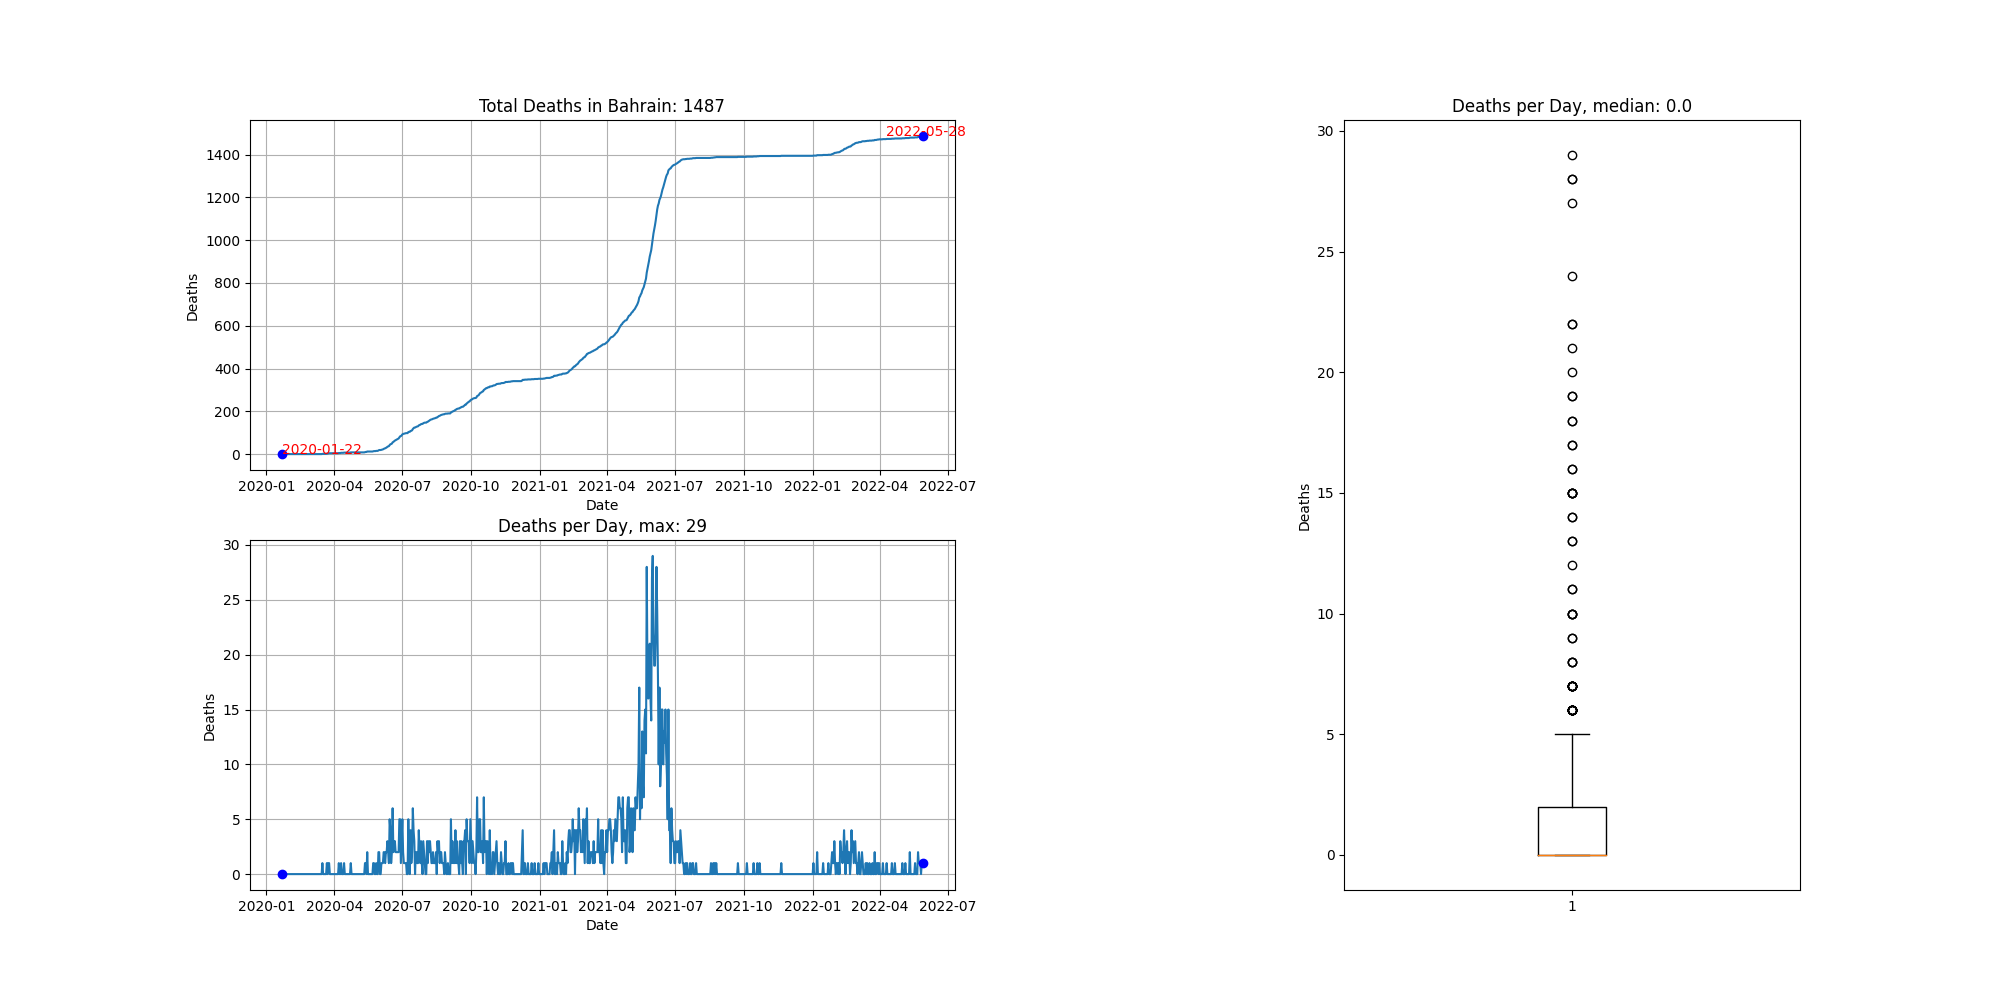 Total Deaths in Bahrain: 1487
2022-05-28
1400
1200
1000
800
600
400
200
0
Deaths
2020-01-22
2020-01 2020-04 2020-07 2020-10 2021-01 2021-04 2021-07 2021-10 2022-01 2022-04 2022-07
Date
Deaths per Day, max: 29
30
25
20
15
10
5
0
Deaths
2020-01 2020-04 2020-07 2020-10 2021-01 2021-04 2021-07 2021-10 2022-01 2022-04 2022-07
Date
Deaths per Day, median: 0.0
30
25
20
15
10
5
0
Deaths
1